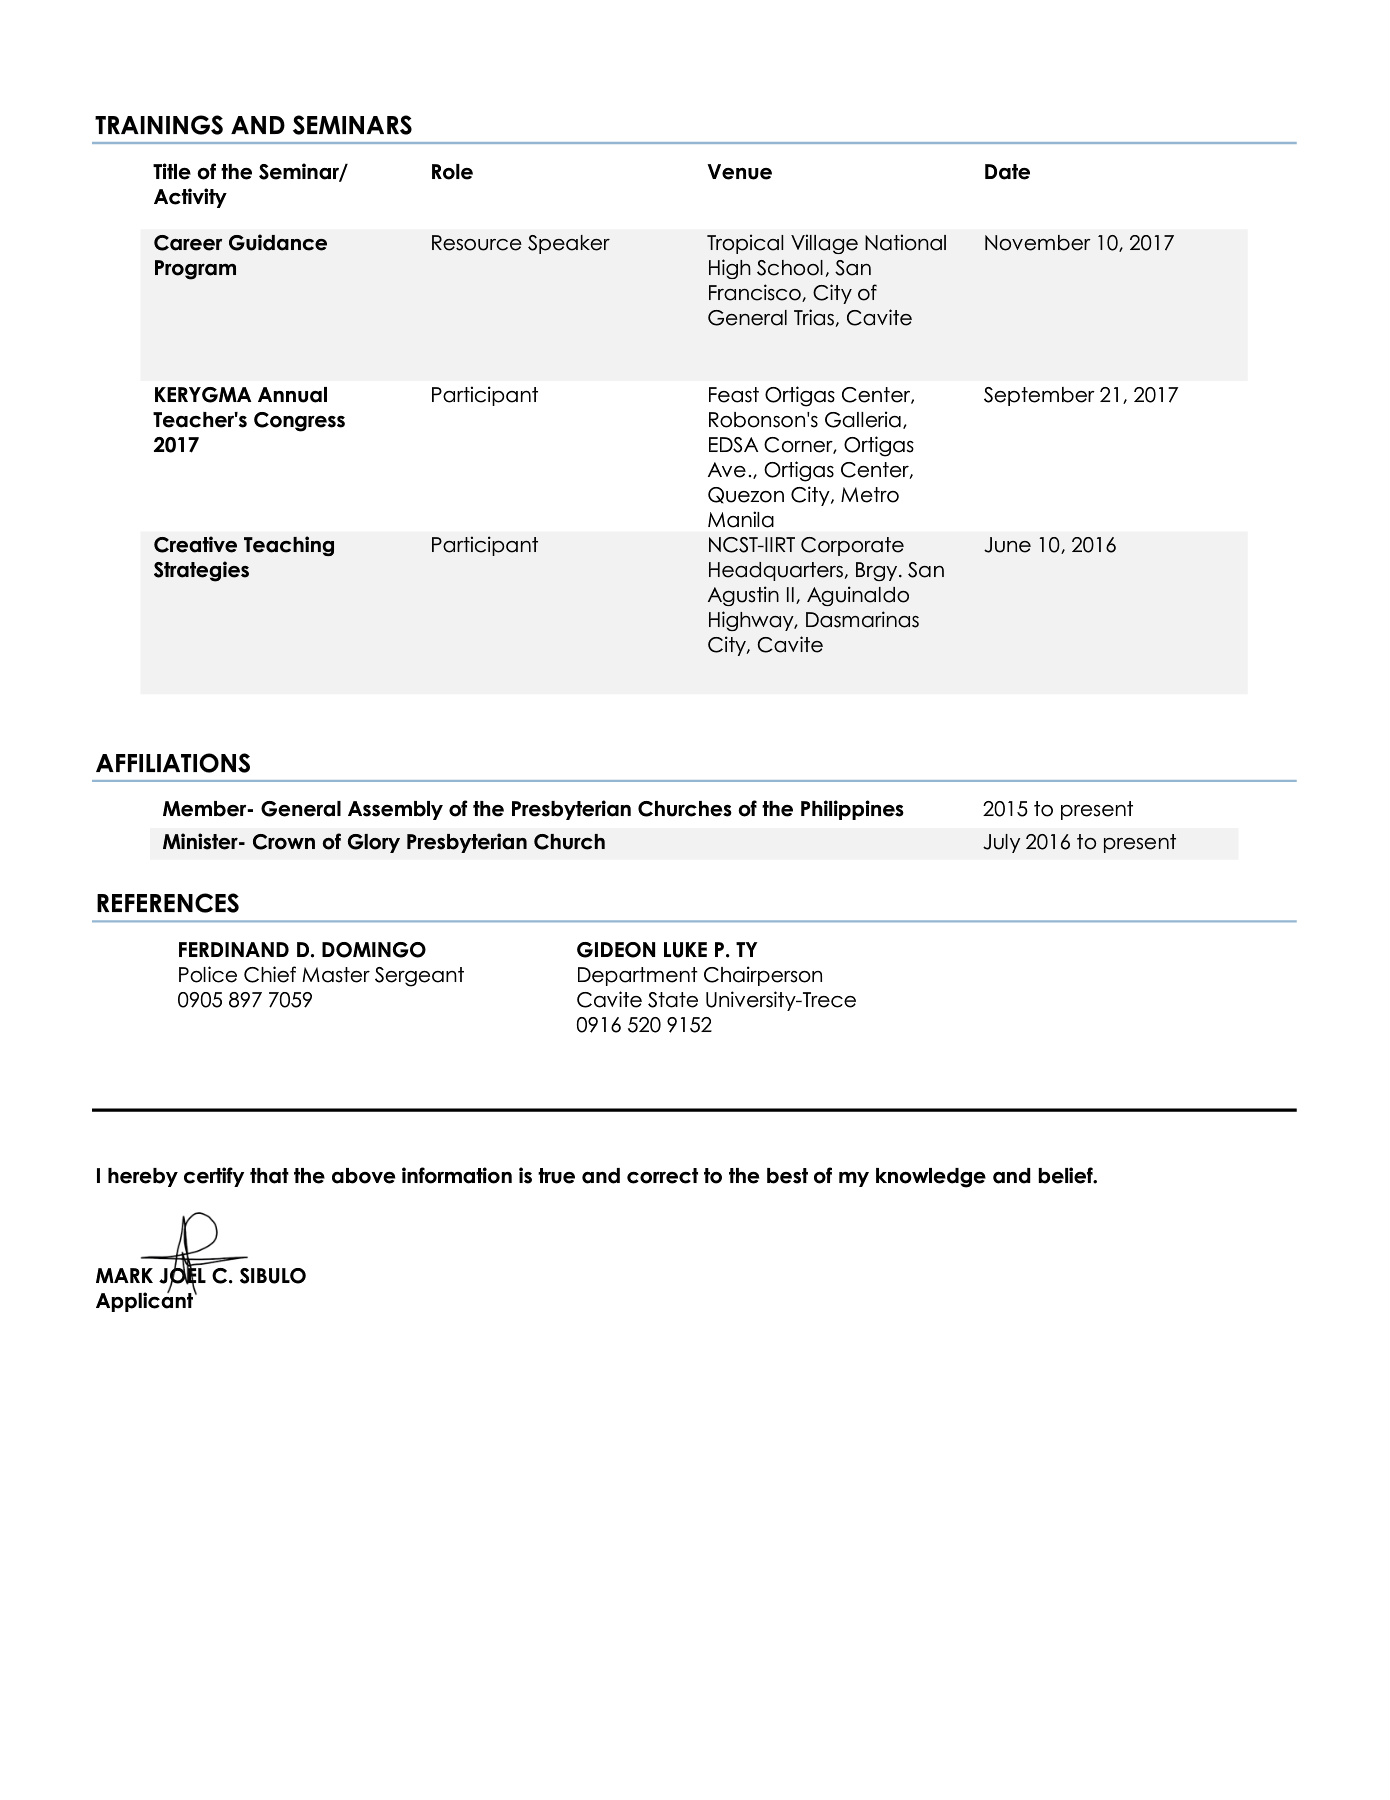 TRAININGS AND SEMINARS
Title of the Seminar/ Role Venue Date
Activity
Career Guidance Resource Speaker Tropical Village National November 10, 2017
Program High School, San
Francisco, City of
General Trias, Cavite
KERYGMA Annual Participant Feast Ortigas Center, September 21, 2017
Teacher's Congress Robonson's Galleria,
2017 EDSA Corner, Ortigas
Ave., Ortigas Center,
Quezon City, Metro
Manila
Creative Teaching Participant NCST-IIRT Corporate June 10, 2016
Strategies Headquarters, Brgy. San
Agustin II, Aguinaldo
Highway, Dasmarinas
City, Cavite
AFFILIATIONS
Member- General Assembly of the Presbyterian Churches of the Philippines 2015 to present
Minister- Crown of Glory Presbyterian Church July 2016 to present
REFERENCES
FERDINAND D. DOMINGO GIDEON LUKE P. TY
Police Chief Master Sergeant Department Chairperson
0905 897 7059 Cavite State University-Trece
0916 520 9152
I hereby certify that the above information is true and correct to the best of my knowledge and belief.
MARK JOEL C. SIBULO
Applicant